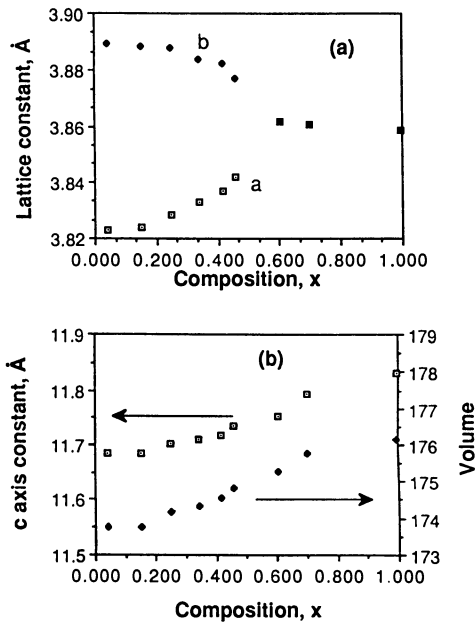 3.90
3.88
3.86
3.84
3.82
Lattice constant, Å
b
(a)
a
0.000 0.200 0.400 0.600 0.800 1.000
Composition, x
11.9
11.8
11.7
11.6
11.5
c axis constant, Å
(b)
179
178
177
176
175
174
173
Volume
0.000 0.200 0.400 0.600 0.800 1.000
Composition, x